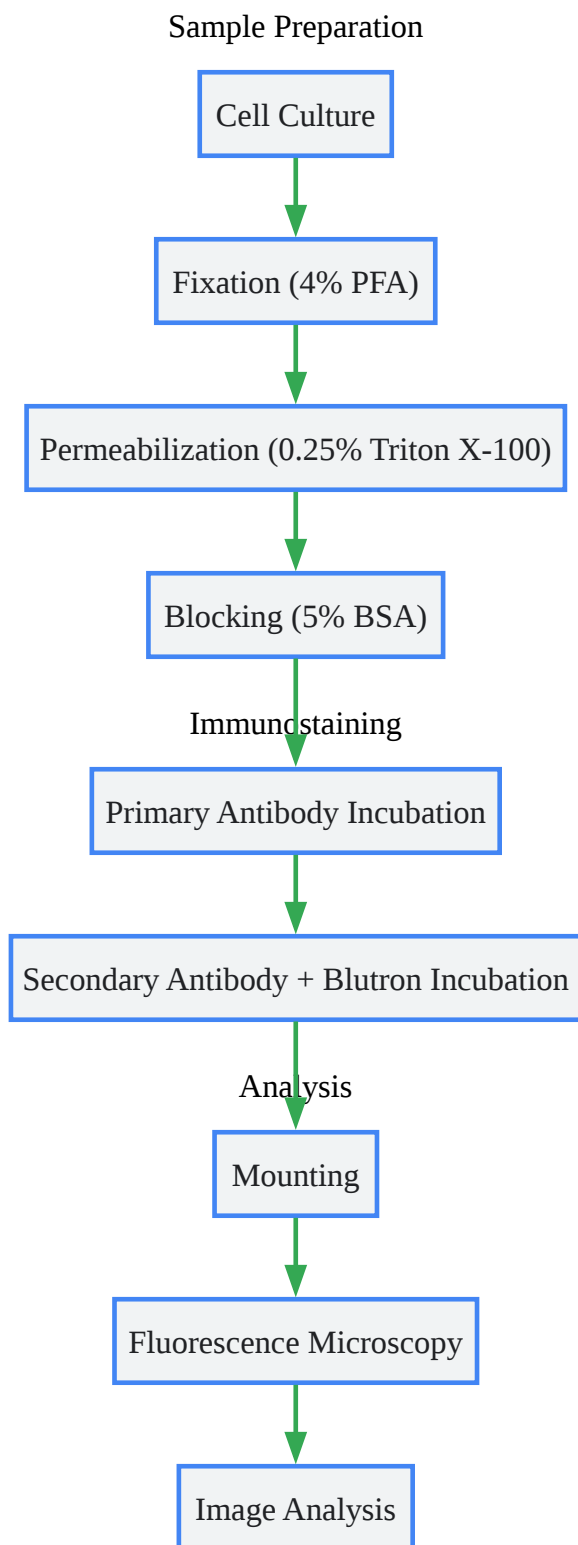 Sample Preparation
Cell Culture
Fixation (4% PFA)
Permeabilization (0.25% Triton X-100)
Blocking (5% BSA)
Immunostaining
Primary Antibody Incubation
Secondary Antibody + Blutron Incubation
Analysis
Mounting
Fluorescence Microscopy
Image Analysis